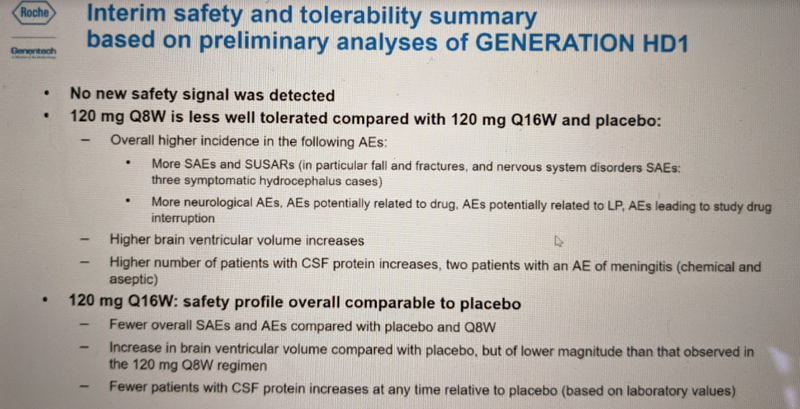 Roche
Genentech
Interim safety and tolerability summary
based on preliminary analyses of GENERATION HD1
• No new safety signal was detected
• 120 mg Q8W is less well tolerated compared with 120 mg Q16W and placebo:
– Overall higher incidence in the following AEs:
• More SAEs and SUSARs (in particular fall and fractures, and nervous system disorders SAEs:
three symptomatic hydrocephalus cases)
• More neurological AEs, AEs potentially related to drug, AEs potentially related to LP, AEs leading to study drug
interruption
– Higher brain ventricular volume increases
– Higher number of patients with CSF protein increases, two patients with an AE of meningitis (chemical and
aseptic)
• 120 mg Q16W: safety profile overall comparable to placebo
– Fewer overall SAEs and AEs compared with placebo and Q8W
– Increase in brain ventricular volume compared with placebo, but of lower magnitude than that observed in
the 120 mg Q8W regimen
– Fewer patients with CSF protein increases at any time relative to placebo (based on laboratory values)